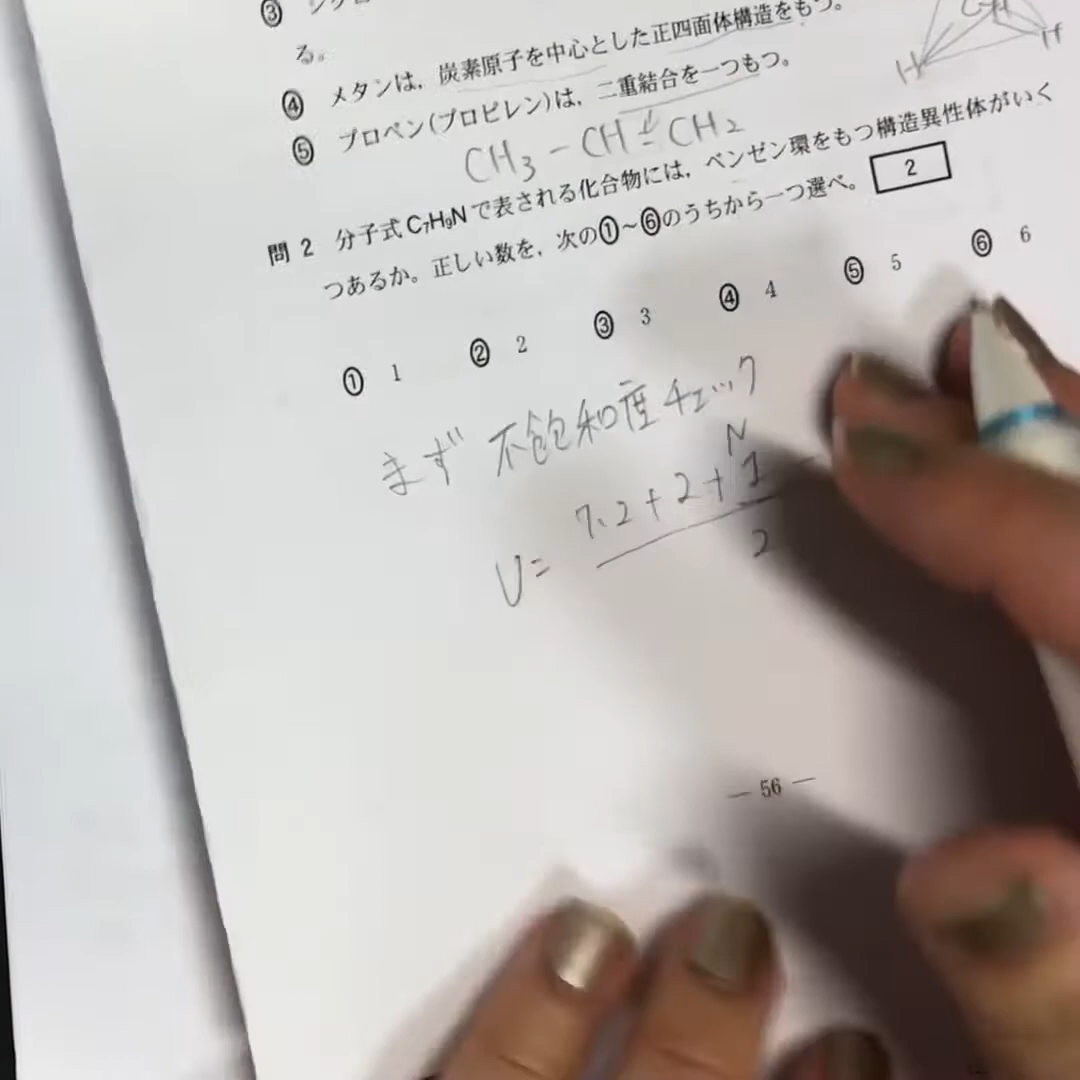 ③
る。
④ メタンは，炭素原子を中心とした正四面体構造をもつ。
H
H
⑤ プロペン(プロピレン)は，二重結合を一つもつ。
CH₃－CH＝CH₂
問 2 分子式C₇H₉Nで表される化合物には，ベンゼン環をもつ構造異性体がいく
つあるか。正しい数を，次の①～⑥のうちから一つ選べ。 2
① 1 ② 2 ③ 3 ④ 4 ⑤ 5 ⑥ 6
まず 不飽和度チェック
N
U= 7・2+2+1 −
2
― 56 ―